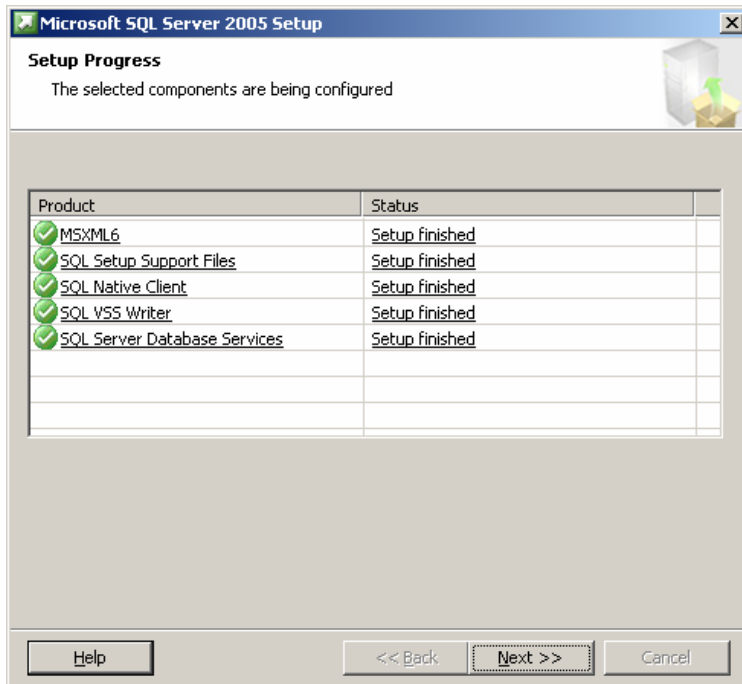 Microsoft SQL Server 2005 Setup
Setup Progress
The selected components are being configured
Product Status
MSXML6 Setup finished
SQL Setup Support Files Setup finished
SQL Native Client Setup finished
SQL VSS Writer Setup finished
SQL Server Database Services Setup finished
Help << Back Next >> Cancel